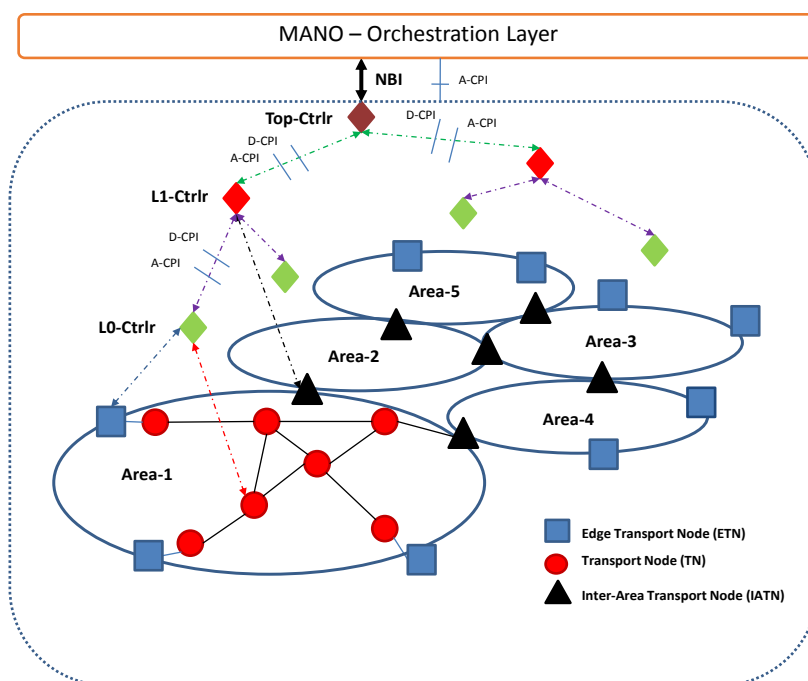 MANO – Orchestration Layer
NBI
A-CPI
Top-Ctrlr
D-CPI
A-CPI
D-CPI
A-CPI
L1-Ctrlr
D-CPI
A-CPI
L0-Ctrlr
Area-5
Area-2
Area-3
Area-4
Area-1
Edge Transport Node (ETN)
Transport Node (TN)
Inter-Area Transport Node (IATN)